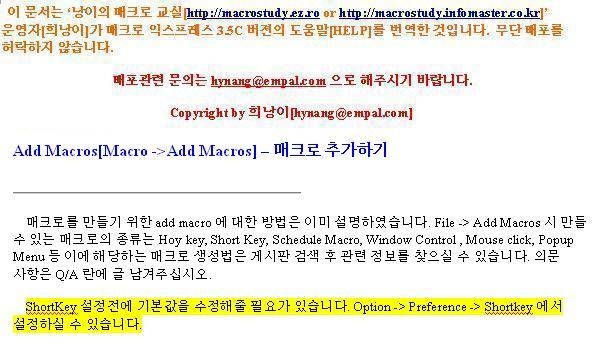 이 문서는 '낭이의 매크로 교실[http://macrostudy.ez.ro or http://macrostudy.infomaster.co.kr]'
운영자[희낭이]가 매크로 익스프레스 3.5C 버젼의 도움말[HELP]를 번역한 것입니다. 무단 배포를
허락하지 않습니다.
배포관련 문의는 hynang@empal.com 으로 해주시기 바랍니다.
Copyright by 희낭이[hynang@empal.com]
Add Macros[Macro ->Add Macros] – 매크로 추가하기
매크로를 만들기 위한 add macro 에 대한 방법은 이미 설명하였습니다. File -> Add Macros 시 만들
수 있는 매크로의 종류는 Hoy key, Short Key, Schedule Macro, Window Control , Mouse click, Popup
Menu 등 이에 해당하는 매크로 생성법은 게시판 검색 후 관련 정보를 찾으실 수 있습니다. 의문
사항은 Q/A 란에 글 남겨주십시오.
ShortKey 설정전에 기본값을 수정해줄 필요가 있습니다. Option -> Preference -> Shortkey 에서
설정하실 수 있습니다.